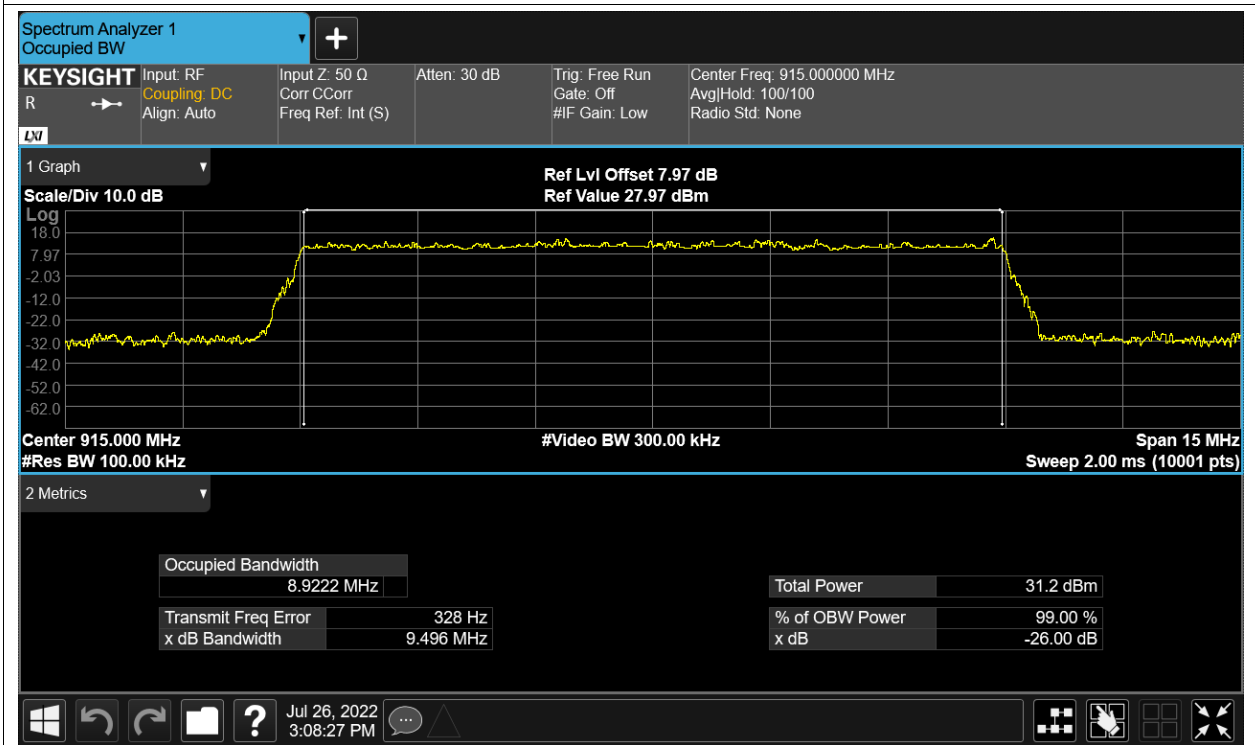 Spectrum Analyzer 1
Occupied BW
KEYSIGHT
R
LXI
Input: RF
Coupling: DC
Align: Auto
Input Z: 50 Ω
Corr CCorr
Freq Ref: Int (S)
Atten: 30 dB
Trig: Free Run
Gate: Off
#IF Gain: Low
Center Freq: 915.000000 MHz
Avg|Hold: 100/100
Radio Std: None
1 Graph
Scale/Div 10.0 dB
Ref Lvl Offset 7.97 dB
Ref Value 27.97 dBm
Log
18.0
7.97
-2.03
-12.0
-22.0
-32.0
-42.0
-52.0
-62.0
Center 915.000 MHz
#Video BW 300.00 kHz
Span 15 MHz
#Res BW 100.00 kHz
Sweep 2.00 ms (10001 pts)
2 Metrics
Occupied Bandwidth
8.9222 MHz
Total Power 31.2 dBm
Transmit Freq Error 328 Hz
% of OBW Power 99.00 %
x dB Bandwidth 9.496 MHz
x dB -26.00 dB
?
Jul 26, 2022
3:08:27 PM